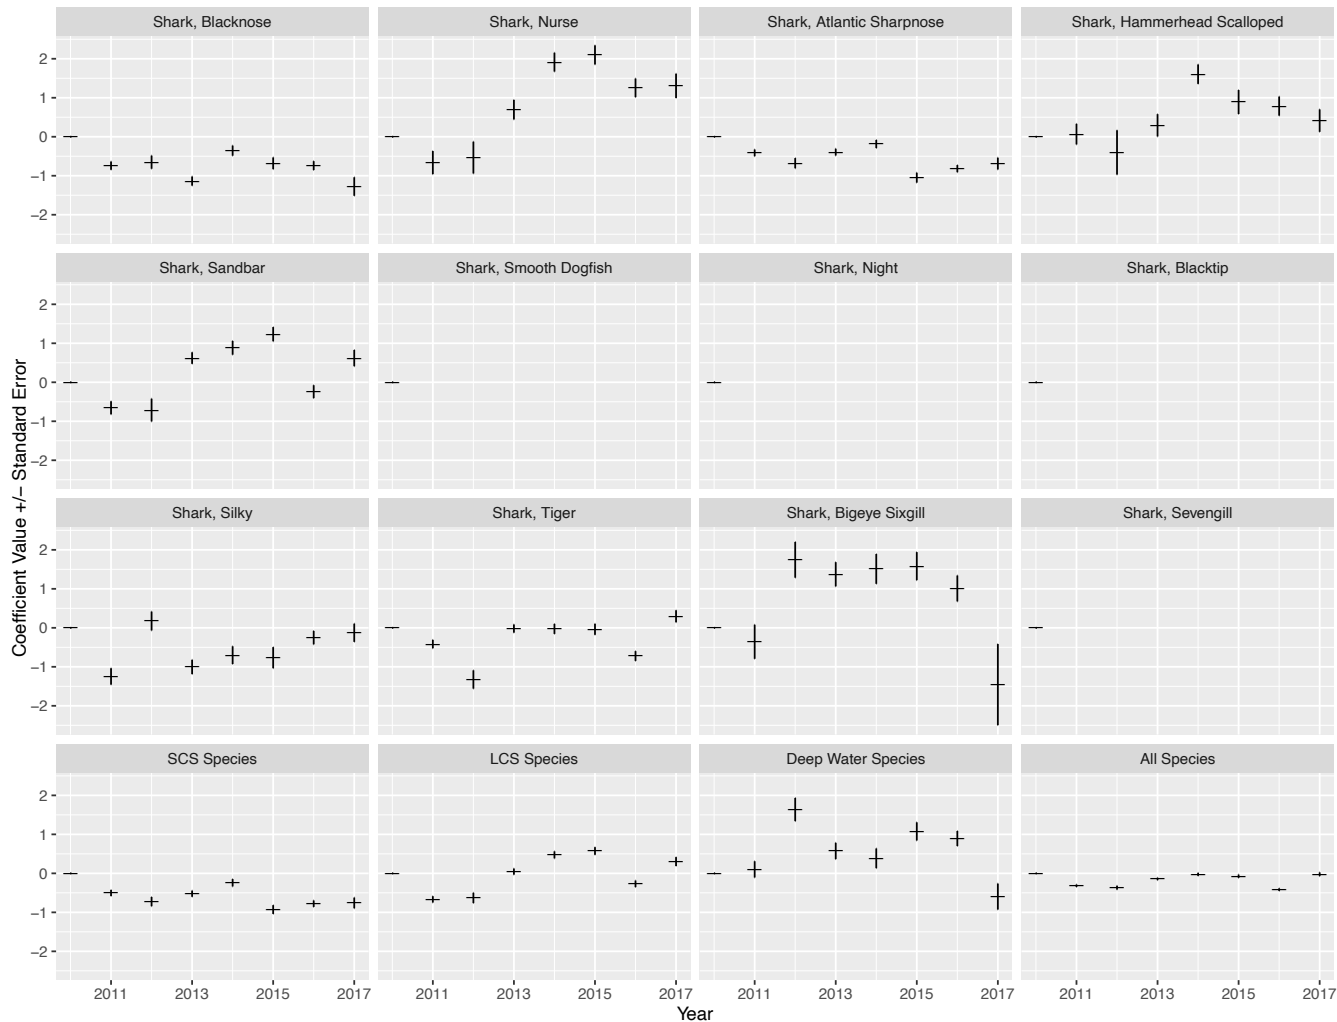 Shark, Blacknose
Shark, Nurse
Shark, Atlantic Sharpnose
Shark, Hammerhead Scalloped
2
1
0
−1
−2
Shark, Sandbar
Shark, Smooth Dogfish
Shark, Night
Shark, Blacktip
2
1
0
−1
−2
Shark, Silky
Shark, Tiger
Shark, Bigeye Sixgill
Shark, Sevengill
2
1
0
−1
−2
SCS Species
LCS Species
Deep Water Species
All Species
2
1
0
−1
−2
2011 2013 2015 2017
2011 2013 2015 2017
2011 2013 2015 2017
2011 2013 2015 2017
Year
Coefficient Value +/− Standard Error